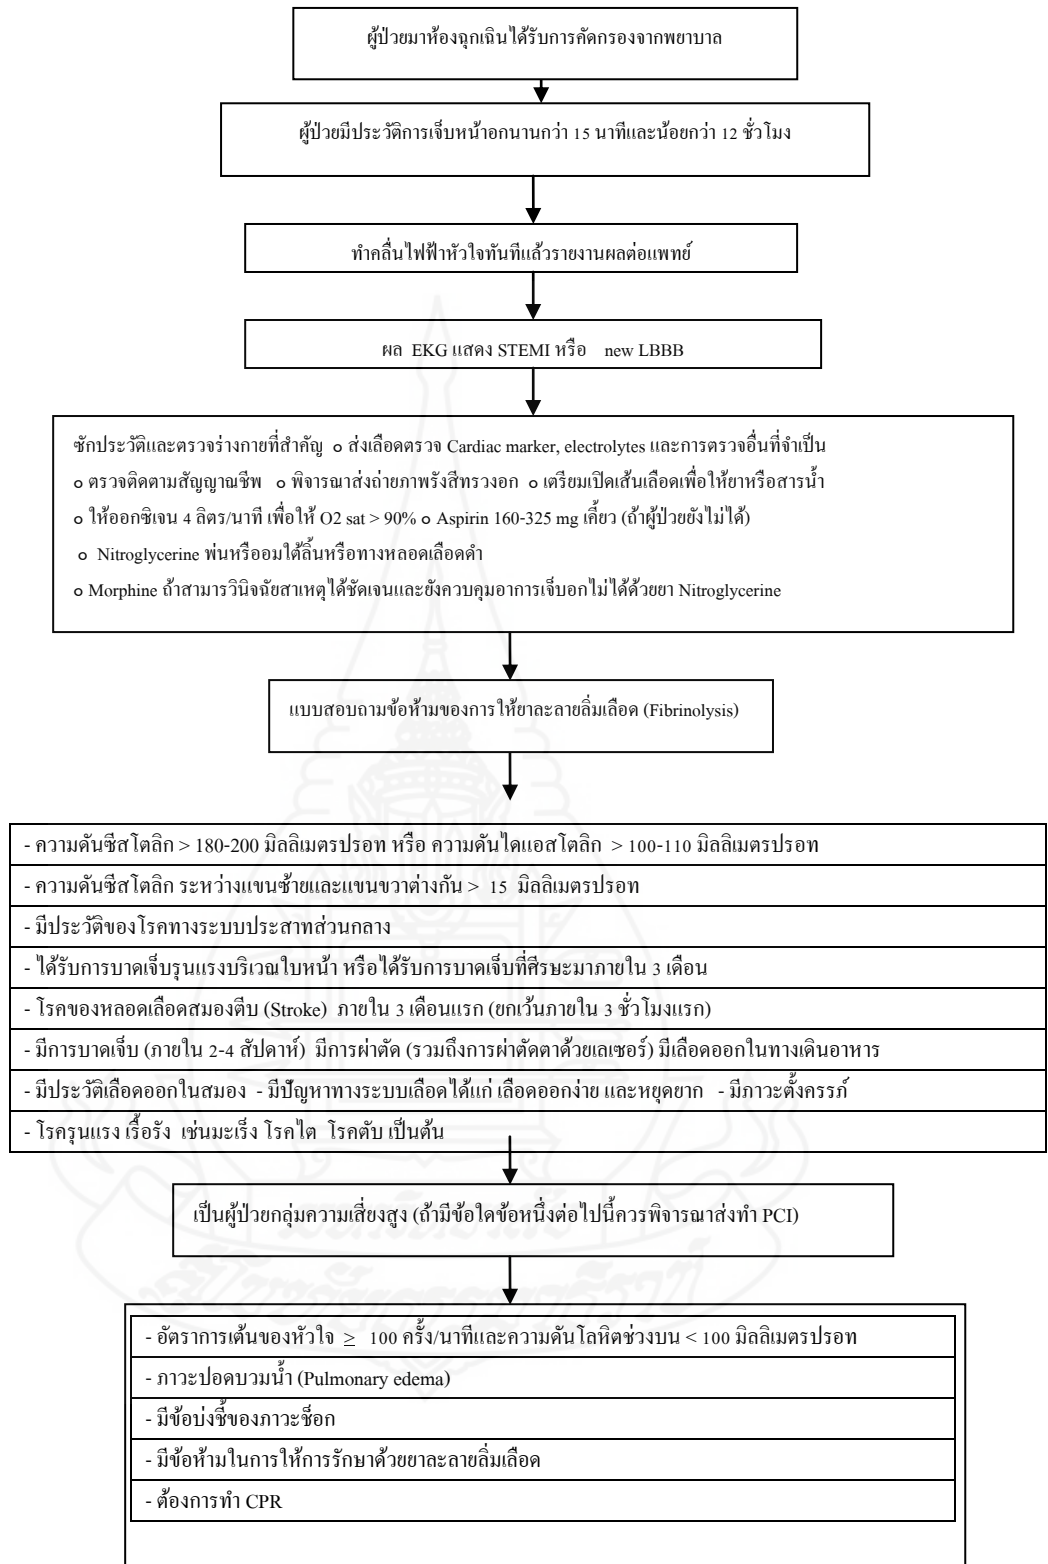 ผู้ป่วยมาห้องฉุกเฉินได้รับการคัดกรองจากพยาบาล
ผู้ป่วยมีประวัติการเจ็บหน้าอกนานกว่า 15 นาทีและน้อยกว่า 12 ชั่วโมง
ทำคลื่นไฟฟ้าหัวใจทันทีแล้วรายงานผลต่อแพทย์
ผล EKG แสดง STEMI หรือ new LBBB
ซักประวัติและตรวจร่างกายที่สำคัญ o ส่งเลือดตรวจ Cardiac marker, electrolytes และการตรวจอื่นที่จำเป็น
o ตรวจติดตามสัญญาณชีพ o พิจารณาส่งถ่ายภาพรังสีทรวงอก o เตรียมเปิดเส้นเลือดเพื่อให้ยาหรือสารน้ำ
o ให้ออกซิเจน 4 ลิตร/นาที เพื่อให้ O2 sat > 90% o Aspirin 160-325 mg เคี้ยว (ถ้าผู้ป่วยยังไม่ได้)
o Nitroglycerine พ่นหรืออมใต้ลิ้นหรือทางหลอดเลือดดำ
o Morphine ถ้าสามารวินิจฉัยสาเหตุได้ชัดเจนและยังควบคุมอาการเจ็บอกไม่ได้ด้วยยา Nitroglycerine
แบบสอบถามข้อห้ามของการให้ยาละลายลิ่มเลือด (Fibrinolysis)
- ความดันซีสโตลิก > 180-200 มิลลิเมตรปรอท หรือ ความดันไดแอสโตลิก > 100-110 มิลลิเมตรปรอท
- ความดันซีสโตลิก ระหว่างแขนซ้ายและแขนขวาต่างกัน > 15 มิลลิเมตรปรอท
- มีประวัติของโรคทางระบบประสาทส่วนกลาง
- ได้รับการบาดเจ็บรุนแรงบริเวณใบหน้า หรือได้รับการบาดเจ็บที่ศีรษะมาภายใน 3 เดือน
- โรคของหลอดเลือดสมองตีบ (Stroke) ภายใน 3 เดือนแรก (ยกเว้นภายใน 3 ชั่วโมงแรก)
- มีการบาดเจ็บ (ภายใน 2-4 สัปดาห์) มีการผ่าตัด (รวมถึงการผ่าตัดตาด้วยเลเซอร์) มีเลือดออกในทางเดินอาหาร
- มีประวัติเลือดออกในสมอง - มีปัญหาทางระบบเลือดได้แก่ เลือดออกง่าย และหยุดยาก - มีภาวะตั้งครรภ์
- โรครุนแรง เรื้อรัง เช่นมะเร็ง โรคไต โรคตับ เป็นต้น
เป็นผู้ป่วยกลุ่มความเสี่ยงสูง (ถ้ามีข้อใดข้อหนึ่งต่อไปนี้ควรพิจารณาส่งทำ PCI)
- อัตราการเต้นของหัวใจ ≥ 100 ครั้ง/นาทีและความดันโลหิตช่วงบน < 100 มิลลิเมตรปรอท
- ภาวะปอดบวมน้ำ (Pulmonary edema)
- มีข้อบ่งชี้ของภาวะช็อก
- มีข้อห้ามในการให้การรักษาด้วยยาละลายลิ่มเลือด
- ต้องการทำ CPR